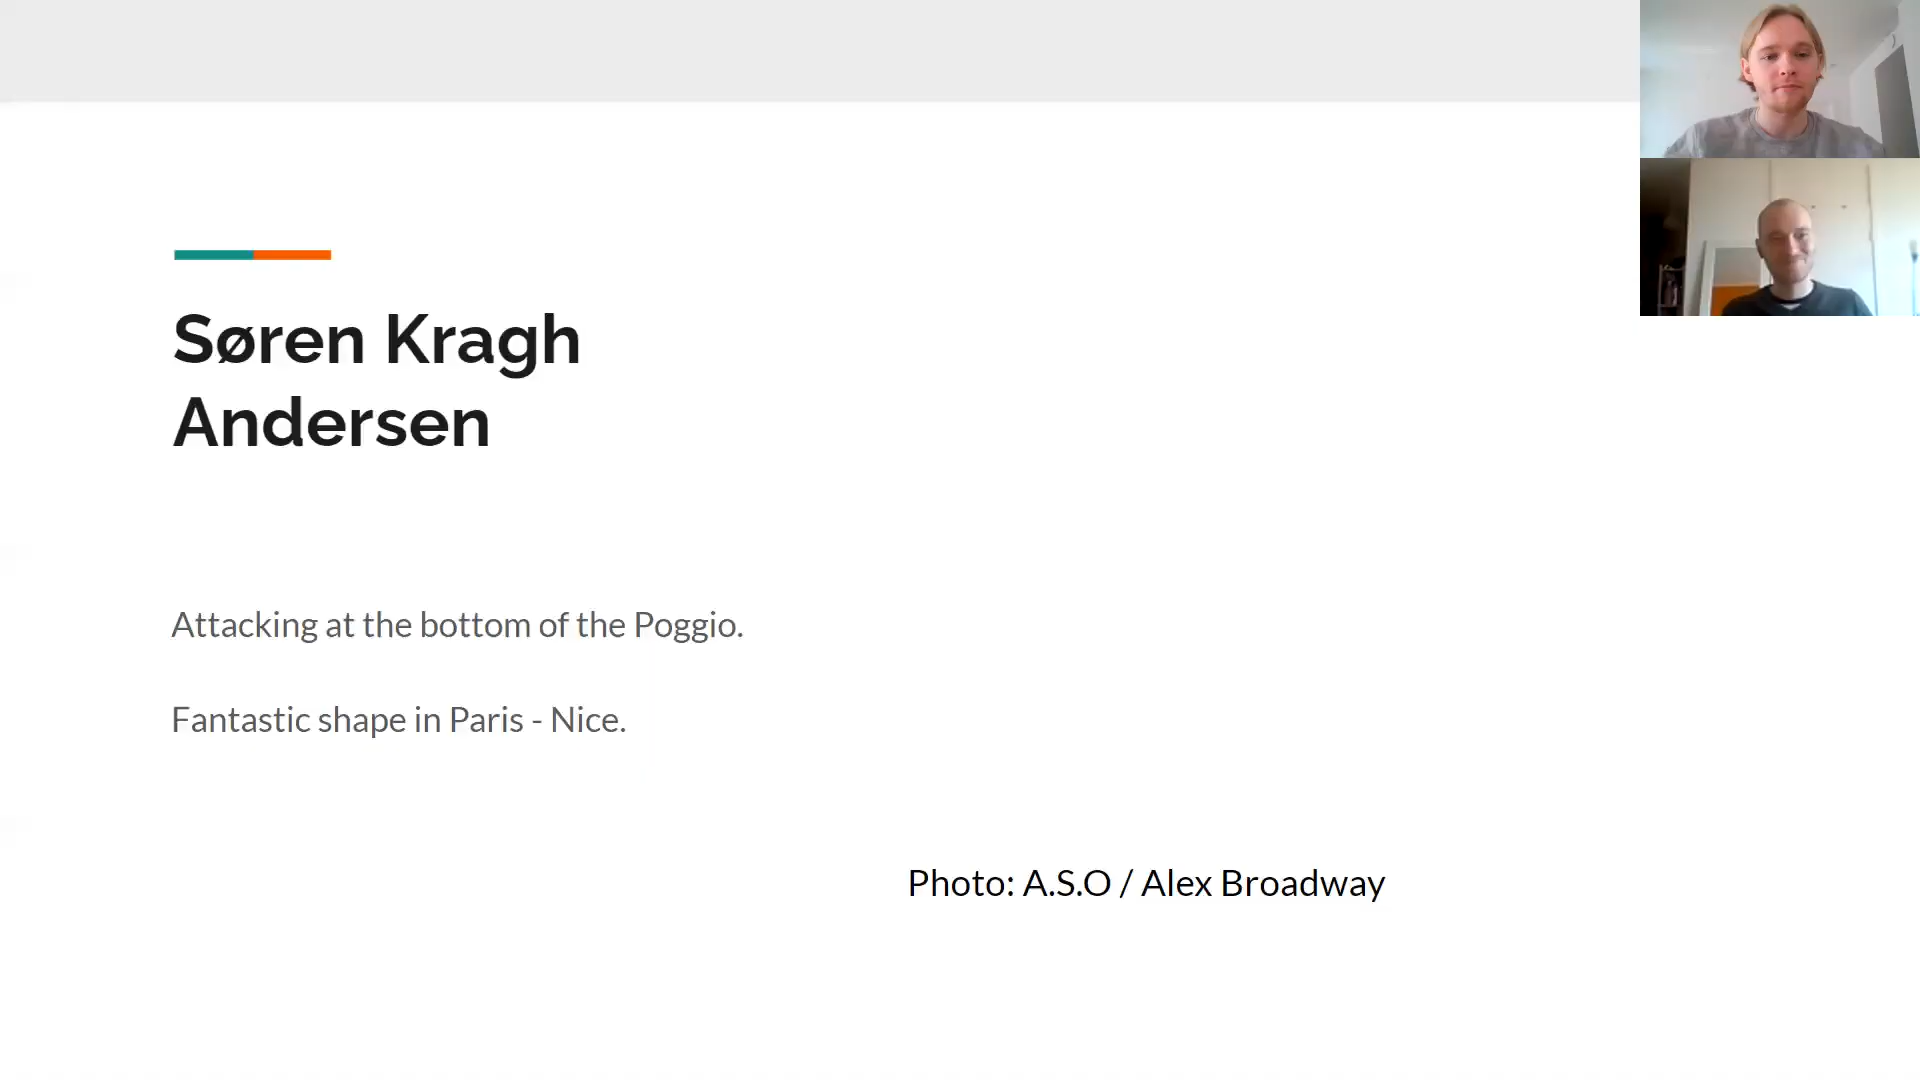 Søren Kragh
Andersen
Attacking at the bottom of the Poggio.
Fantastic shape in Paris - Nice.
Photo: A.S.O / Alex Broadway